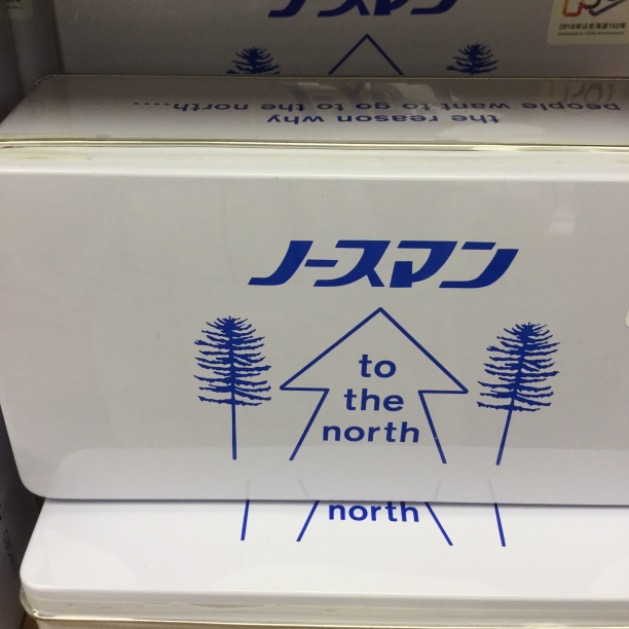 ノースマン
the reason why
people want to go to the north......
ノースマン
to
the
north
north